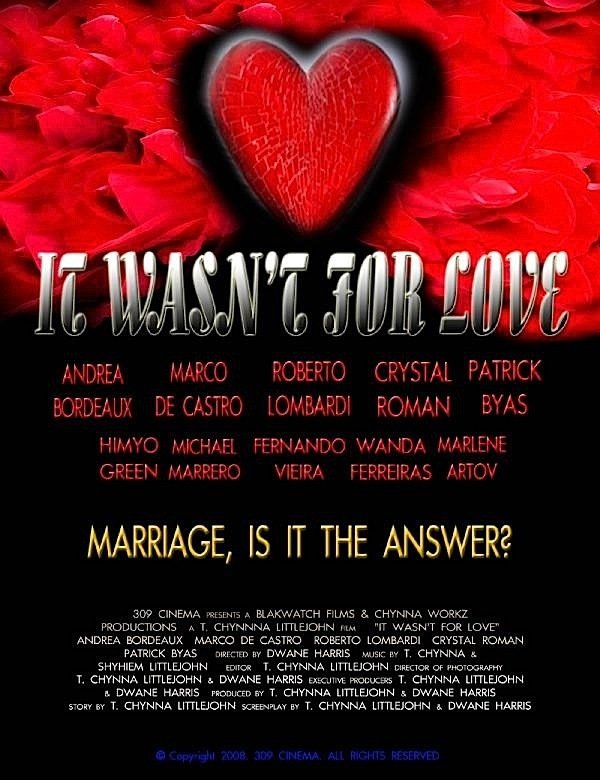 IT WASN'T FOR LOVE
ANDREA MARCO ROBERTO CRYSTAL PATRICK
BORDEAUX DE CASTRO LOMBARDI ROMAN BYAS
HIMYO MICHAEL FERNANDO WANDA MARLENE
GREEN MARRERO VIEIRA FERREIRAS ARTOV
MARRIAGE, IS IT THE ANSWER?
309 CINEMA PRESENTS A BLAKWATCH FILMS & CHYNNA WORKZ
PRODUCTIONS A T. CHYNNNA LITTLEJOHN FILM "IT WASN'T FOR LOVE"
ANDREA BORDEAUX MARCO DE CASTRO ROBERTO LOMBARDI CRYSTAL ROMAN
PATRICK BYAS DIRECTED BY DWANE HARRIS MUSIC BY T. CHYNNA &
SHYHIEM LITTLEJOHN EDITOR T. CHYNNA LITTLEJOHN DIRECTOR OF PHOTOGRAPHY
T. CHYNNA LITTLEJOHN & DWANE HARRIS EXECUTIVE PRODUCERS T. CHYNNA LITTLEJOHN
& DWANE HARRIS PRODUCED BY T. CHYNNA LITTLEJOHN & DWANE HARRIS
STORY BY T. CHYNNA LITTLEJOHN SCREENPLAY BY T. CHYNNA LITTLEJOHN & DWANE HARRIS
© Copyright 2008. 309 CINEMA. ALL RIGHTS RESERVED